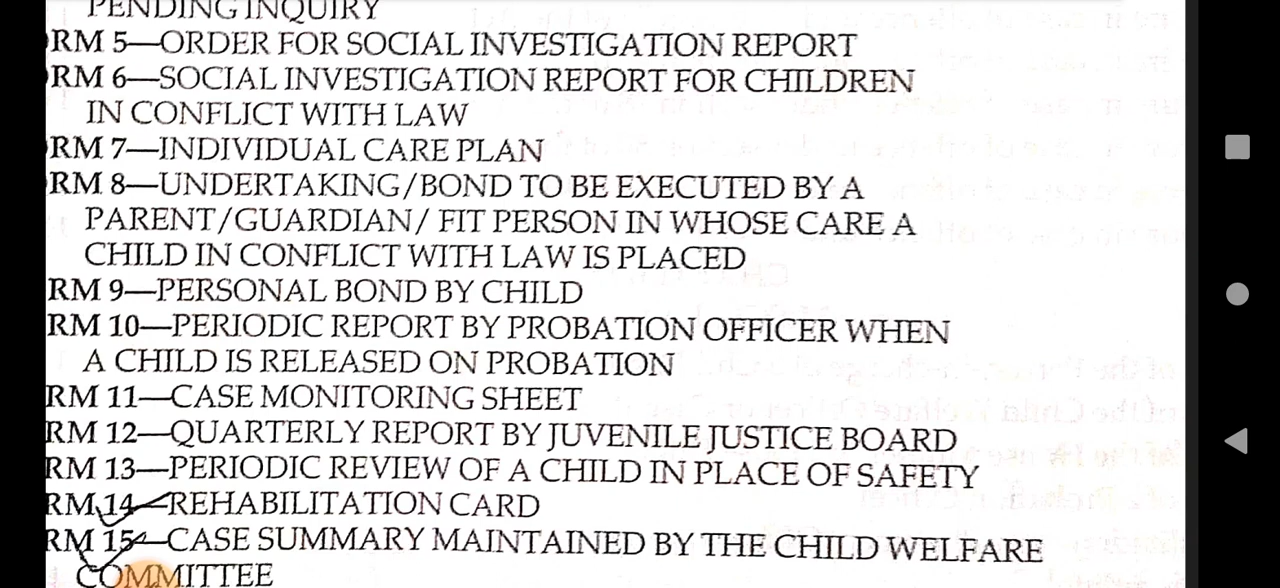 PENDING INQUIRY
RM 5—ORDER FOR SOCIAL INVESTIGATION REPORT
RM 6—SOCIAL INVESTIGATION REPORT FOR CHILDREN
IN CONFLICT WITH LAW
RM 7—INDIVIDUAL CARE PLAN
RM 8—UNDERTAKING/BOND TO BE EXECUTED BY A
PARENT/GUARDIAN/ FIT PERSON IN WHOSE CARE A
CHILD IN CONFLICT WITH LAW IS PLACED
RM 9—PERSONAL BOND BY CHILD
RM 10—PERIODIC REPORT BY PROBATION OFFICER WHEN
A CHILD IS RELEASED ON PROBATION
RM 11—CASE MONITORING SHEET
RM 12—QUARTERLY REPORT BY JUVENILE JUSTICE BOARD
RM 13—PERIODIC REVIEW OF A CHILD IN PLACE OF SAFETY
RM 14—REHABILITATION CARD
RM 15—CASE SUMMARY MAINTAINED BY THE CHILD WELFARE
COMMITTEE